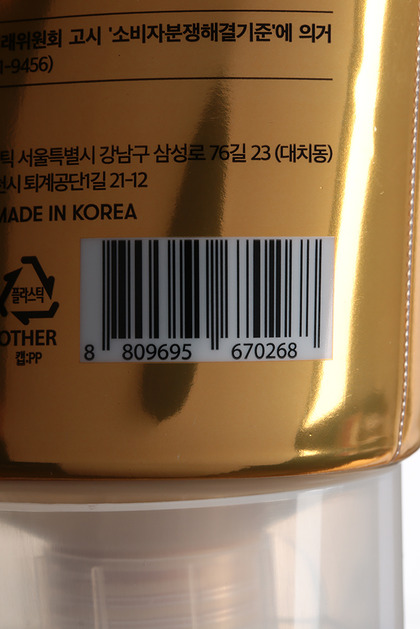 래위원회 고시 '소비자분쟁해결기준'에 의거
-9456)
틱 서울특별시 강남구 삼성로 76길 23 (대치동)
시 퇴계공단1길 21-12
MADE IN KOREA
플라스틱
OTHER
캡:PP
8 809695 670268